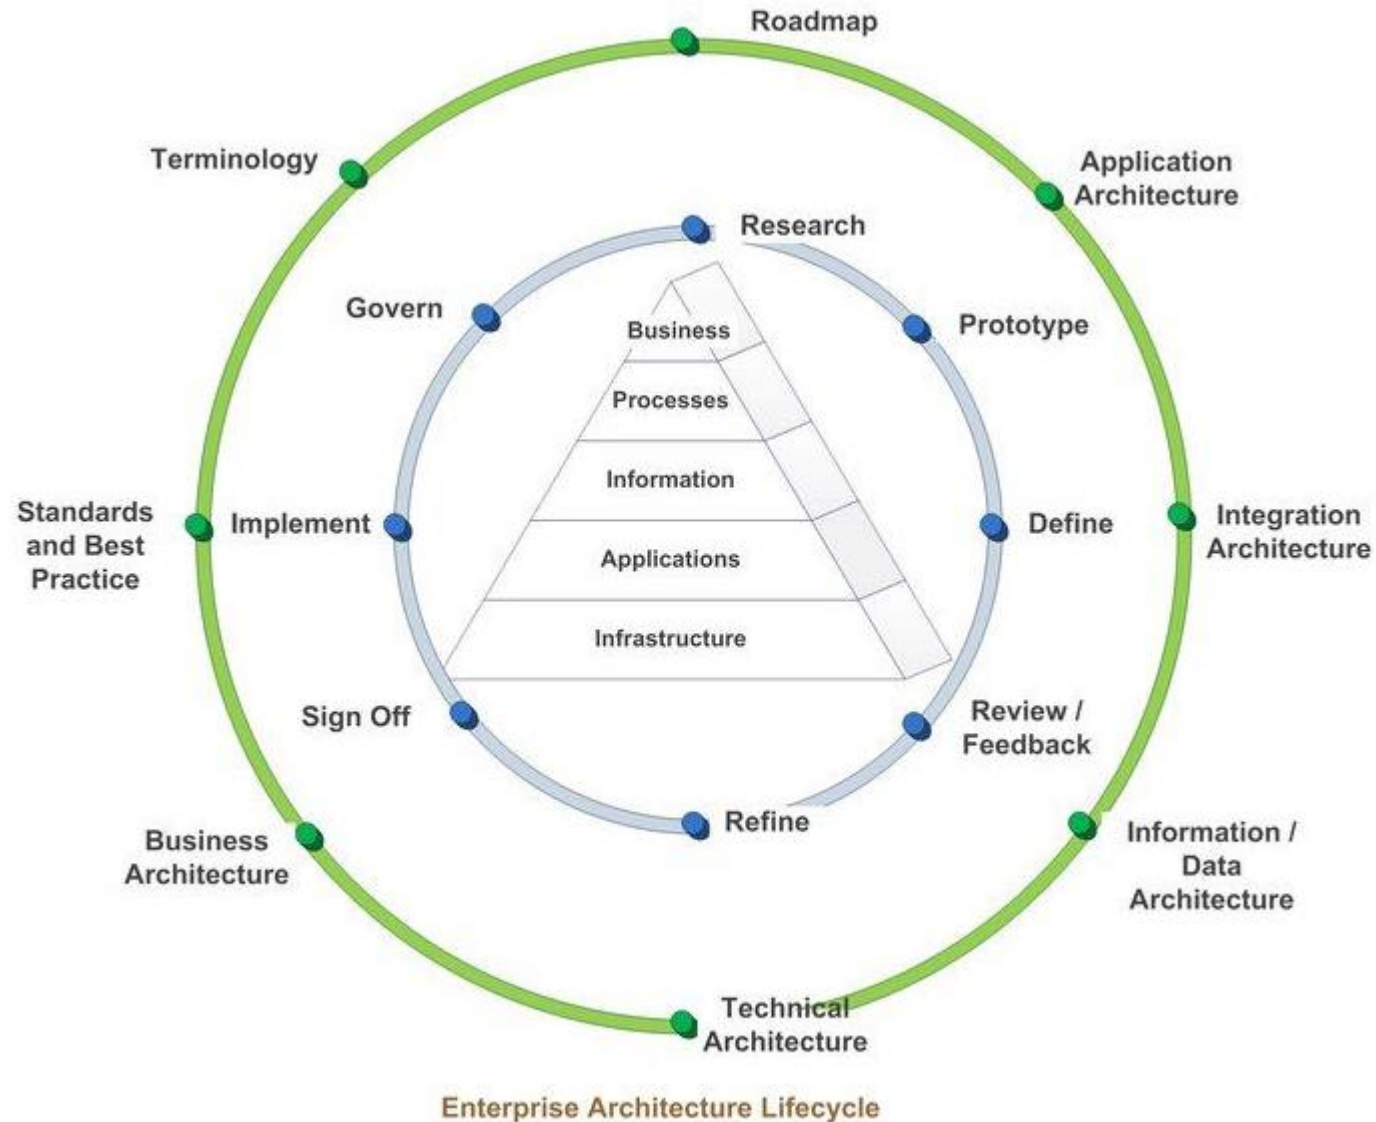 Roadmap
Terminology
Application
Architecture
Research
Govern
Prototype
Business
Processes
Information
Applications
Infrastructure
Standards
and Best
Practice
Implement
Define
Integration
Architecture
Sign Off
Review /
Feedback
Refine
Business
Architecture
Information /
Data
Architecture
Technical
Architecture
Enterprise Architecture Lifecycle